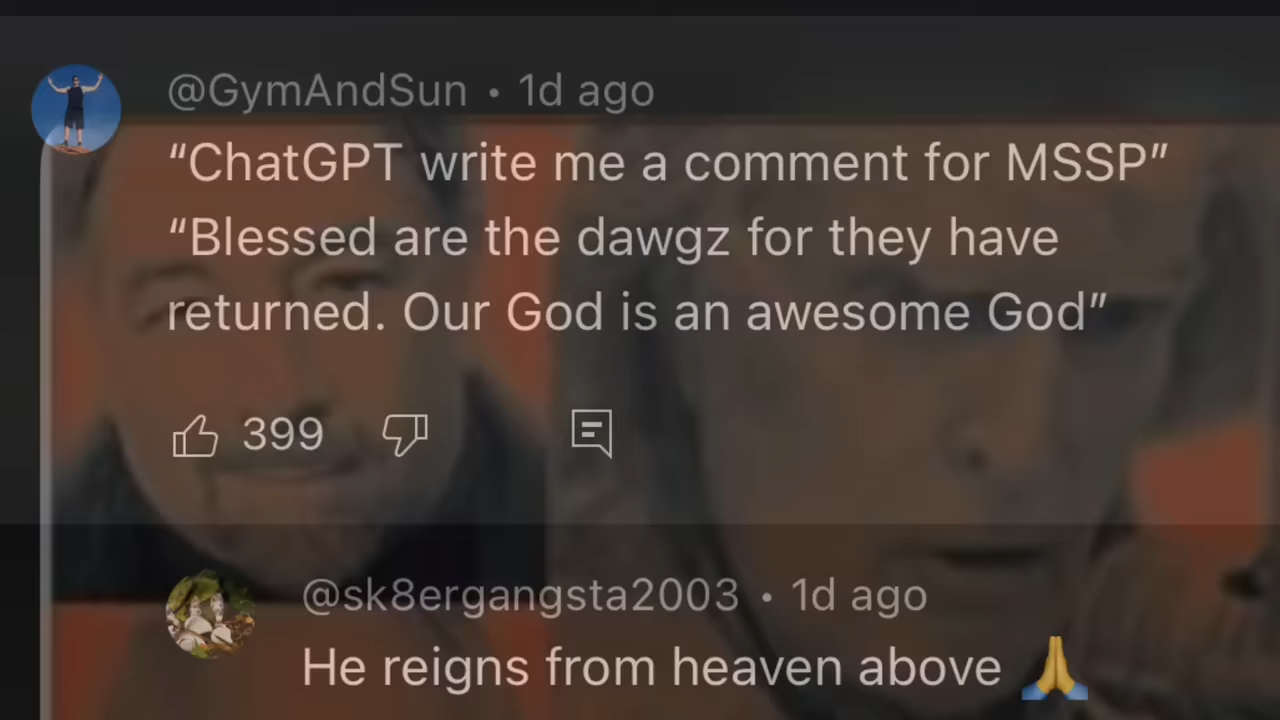 @GymAndSun • 1d ago
“ChatGPT write me a comment for MSSP”
“Blessed are the dawgz for they have
returned. Our God is an awesome God”
399
@sk8ergangsta2003 • 1d ago
He reigns from heaven above 🙏